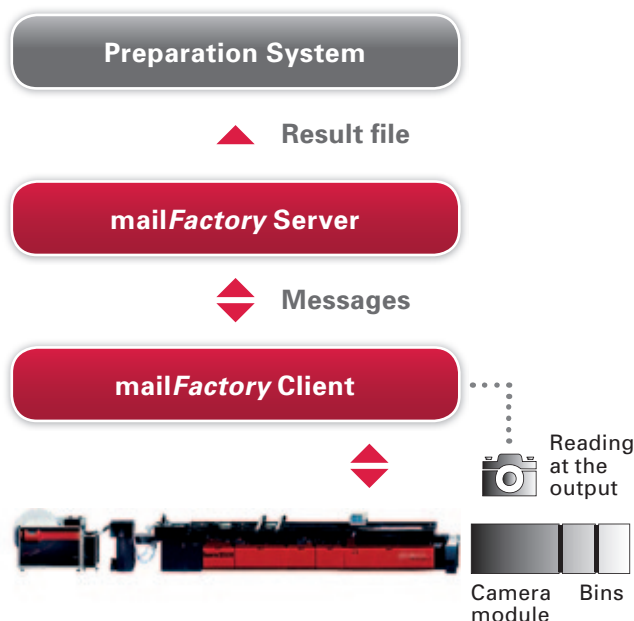 Preparation System
Result file
mailFactory Server
Messages
mailFactory Client
Reading
at the
output
Camera
module
Bins